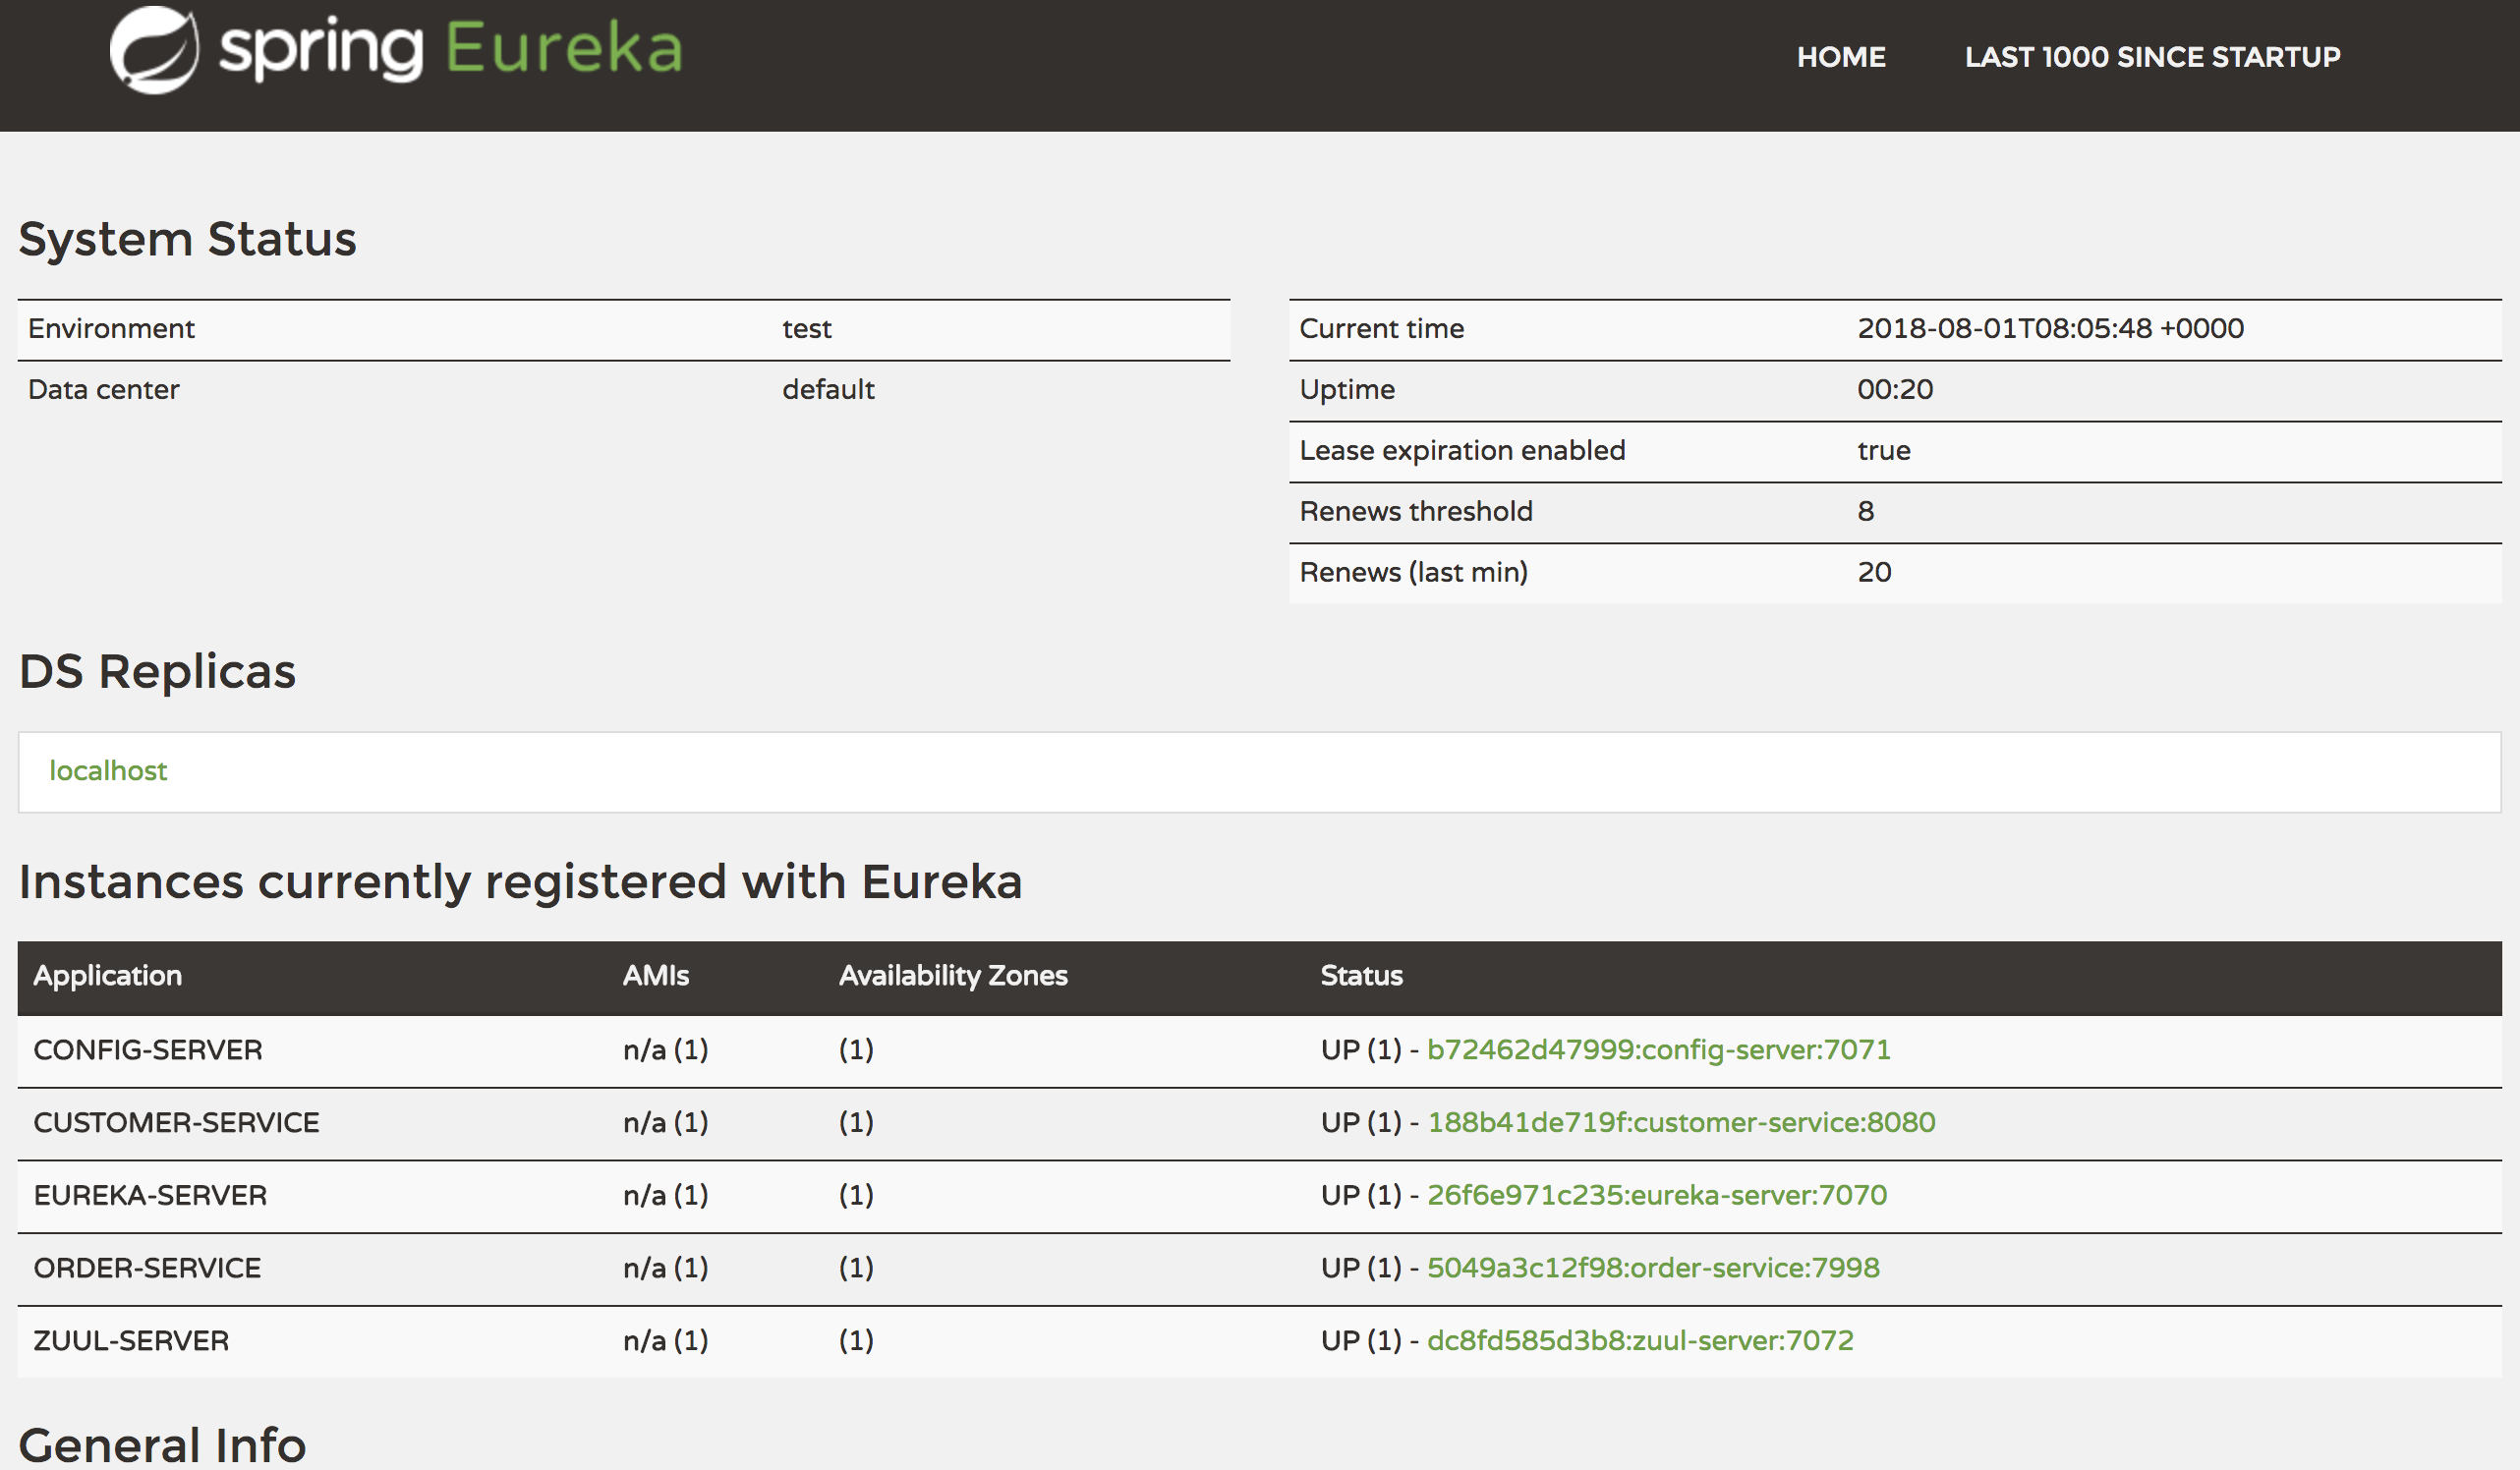 spring Eureka
HOME LAST 1000 SINCE STARTUP
System Status
Environment test
Data center default
Current time 2018-08-01T08:05:48 +0000
Uptime 00:20
Lease expiration enabled true
Renews threshold 8
Renews (last min) 20
DS Replicas
localhost
Instances currently registered with Eureka
Application AMIs Availability Zones Status
CONFIG-SERVER n/a (1) (1) UP (1) - b72462d47999:config-server:7071
CUSTOMER-SERVICE n/a (1) (1) UP (1) - 188b41de719f:customer-service:8080
EUREKA-SERVER n/a (1) (1) UP (1) - 26f6e971c235:eureka-server:7070
ORDER-SERVICE n/a (1) (1) UP (1) - 5049a3c12f98:order-service:7998
ZUUL-SERVER n/a (1) (1) UP (1) - dc8fd585d3b8:zuul-server:7072
General Info